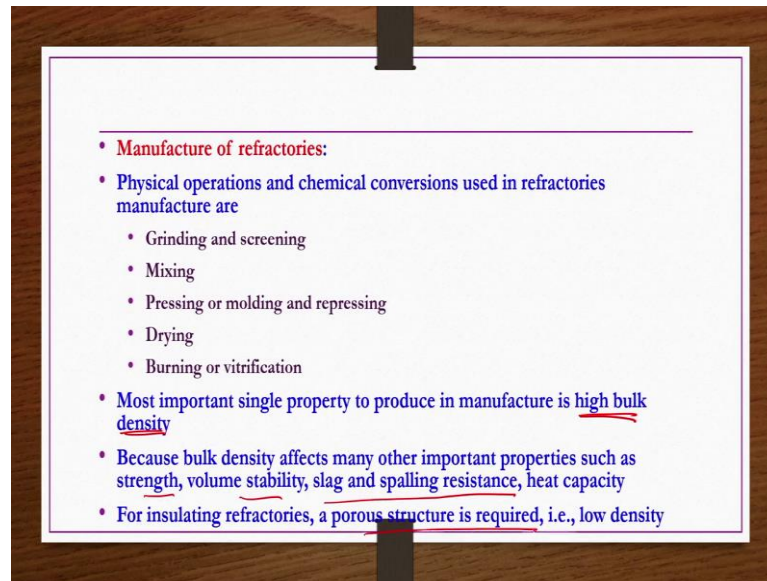 • Manufacture of refractories:
• Physical operations and chemical conversions used in refractories
manufacture are
• Grinding and screening
• Mixing
• Pressing or molding and repressing
• Drying
• Burning or vitrification
• Most important single property to produce in manufacture is high bulk
density
• Because bulk density affects many other important properties such as
strength, volume stability, slag and spalling resistance, heat capacity
• For insulating refractories, a porous structure is required, i.e., low density